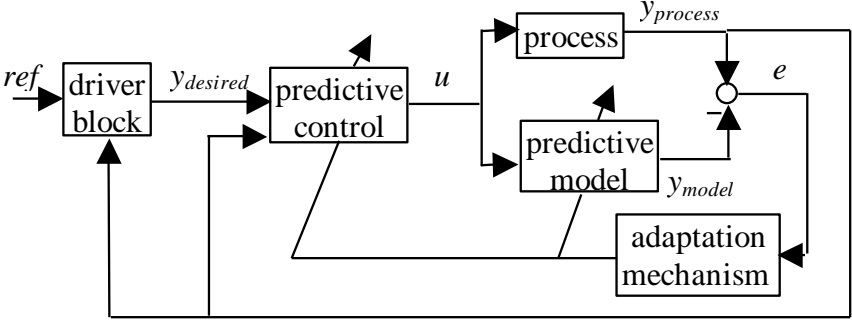 y_process
process
ref
driver
block
y_desired
predictive
control
u
e
–
predictive
model
y_model
adaptation
mechanism